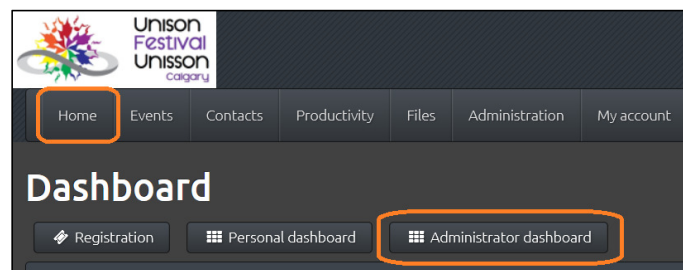 Unison
Festival
Unisson
Calgary
Home Events Contacts Productivity Files Administration My account
Dashboard
Registration Personal dashboard Administrator dashboard